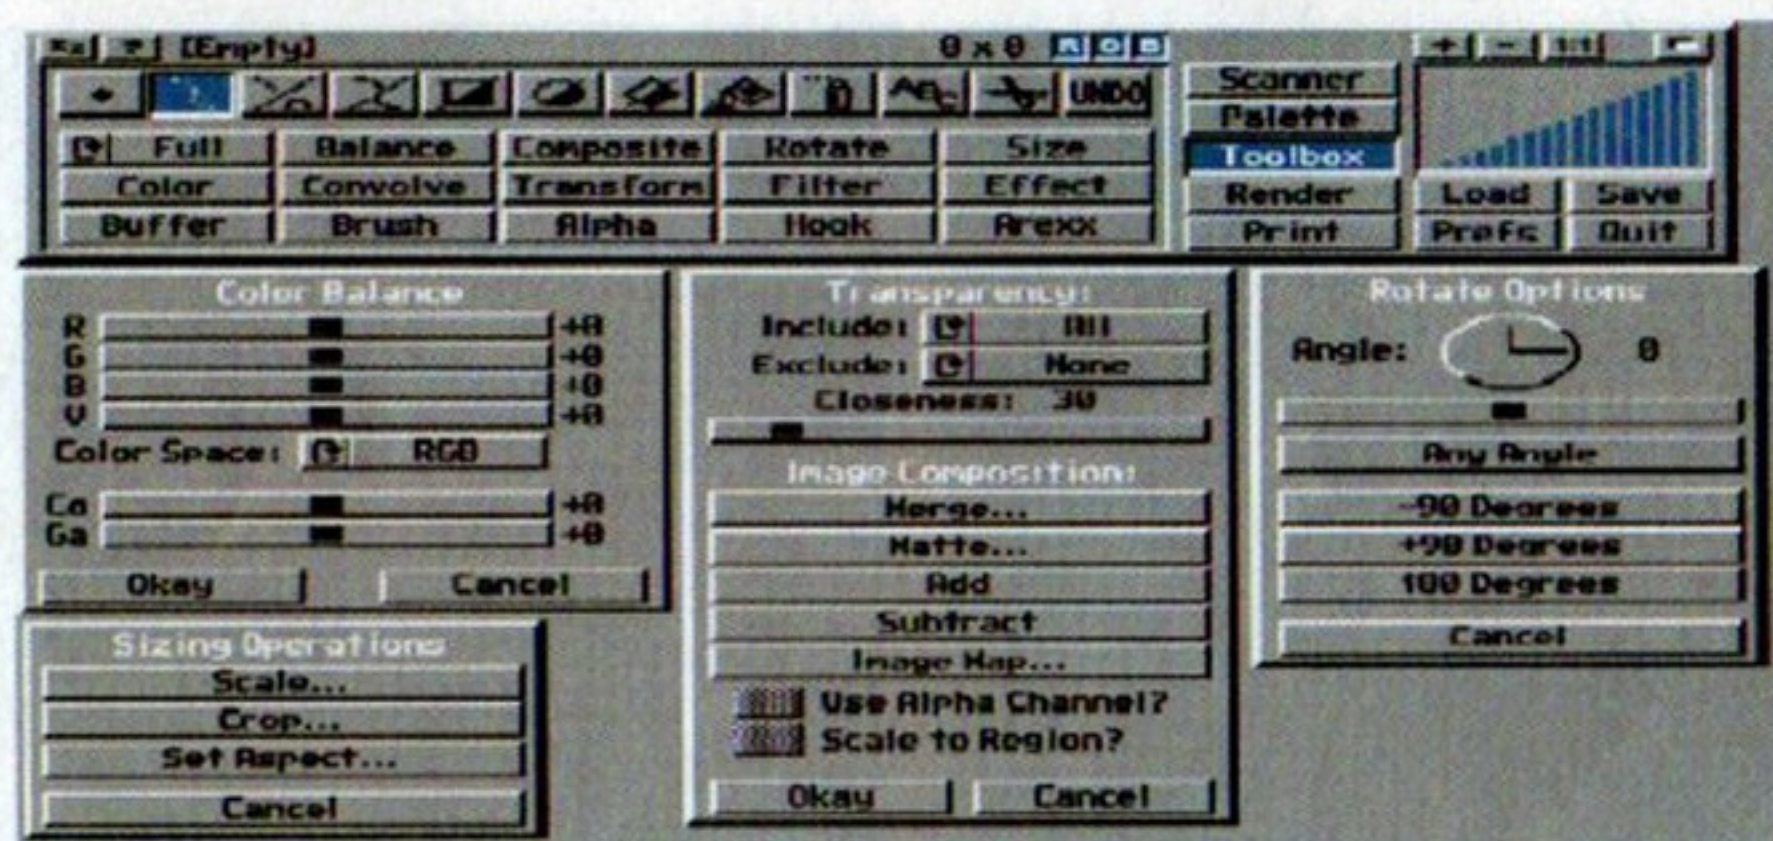 [Empty]
0 x 0 R G B
+ - 1:1
ABC UNDO
Scanner
Palette
Toolbox
Render
Print
Load Save
Prefs Quit
Full Balance Composite Rotate Size
Color Convolve Transform Filter Effect
Buffer Brush Alpha Hook Arexx
Color Balance
R +0
G +0
B +0
V +0
Color Space: RGB
Co +0
Ga +0
Okay Cancel
Sizing Operations
Scale...
Crop...
Set Aspect...
Cancel
Transparency:
Include: All
Exclude: None
Closeness: 30
Image Composition:
Merge...
Matte...
Add
Subtract
Image Map...
Use Alpha Channel?
Scale to Region?
Okay Cancel
Rotate Options
Angle: 0
Any Angle
-90 Degrees
+90 Degrees
180 Degrees
Cancel